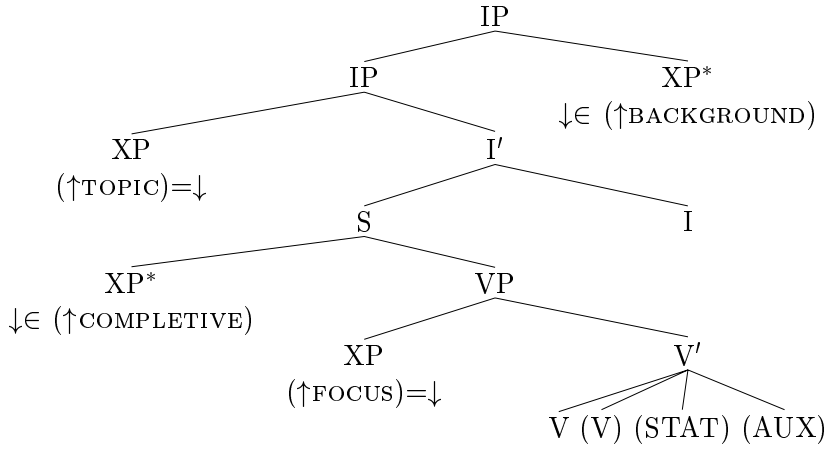 IP
IP XP*
↓∈ (↑BACKGROUND)
XP I′
(↑TOPIC)=↓
S I
XP* VP
↓∈ (↑COMPLETIVE)
XP V′
(↑FOCUS)=↓
V (V) (STAT) (AUX)